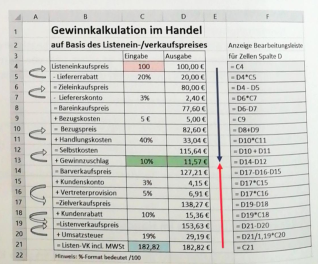 A B C D E F
1 Gewinnkalkulation im Handel
2 auf Basis des Listenein-/verkaufspreises Anzeige Bearbeitungsleiste
3 Eingabe Ausgabe für Zellen Spalte D
4 Listeneinkaufspreis 100 100,00 € = C4
5 - Liefererrabatt 20% 20,00 € = D4*C5
6 = Zieleinkaufspreis 80,00 € = D4 - D5
7 - Liefererskonto 3% 2,40 € = D6*C7
8 = Bareinkaufspreis 77,60 € = D6-D7
9 + Bezugskosten 5 € 5,00 € = C9
10 = Bezugspreis 82,60 € = D8+D9
11 + Handlungskosten 40% 33,04 € = D10*C11
12 = Selbstkosten 115,64 € = D10 + D11
13 + Gewinnzuschlag 10% 11,57 € = D14-D12
14 = Barverkaufspreis 127,21 € = D17-D16-D15
15 + Kundenskonto 3% 4,15 € = D17*C15
16 + Vertreterprovision 5% 6,91 € = D17*C16
17 =Zielverkaufspreis 138,27 € = D19-D18
18 + Kundenrabatt 10% 15,36 € = D19*C18
19 =Listenverkaufspreis 153,63 € = D21-D20
20 + Umsatzsteuer 19% 29,19 € = D21/1,19*C20
21 = Listen-VK incl. MWSt 182,82 182,82 € = C21
22 Hinweis: %-Format bedeutet /100